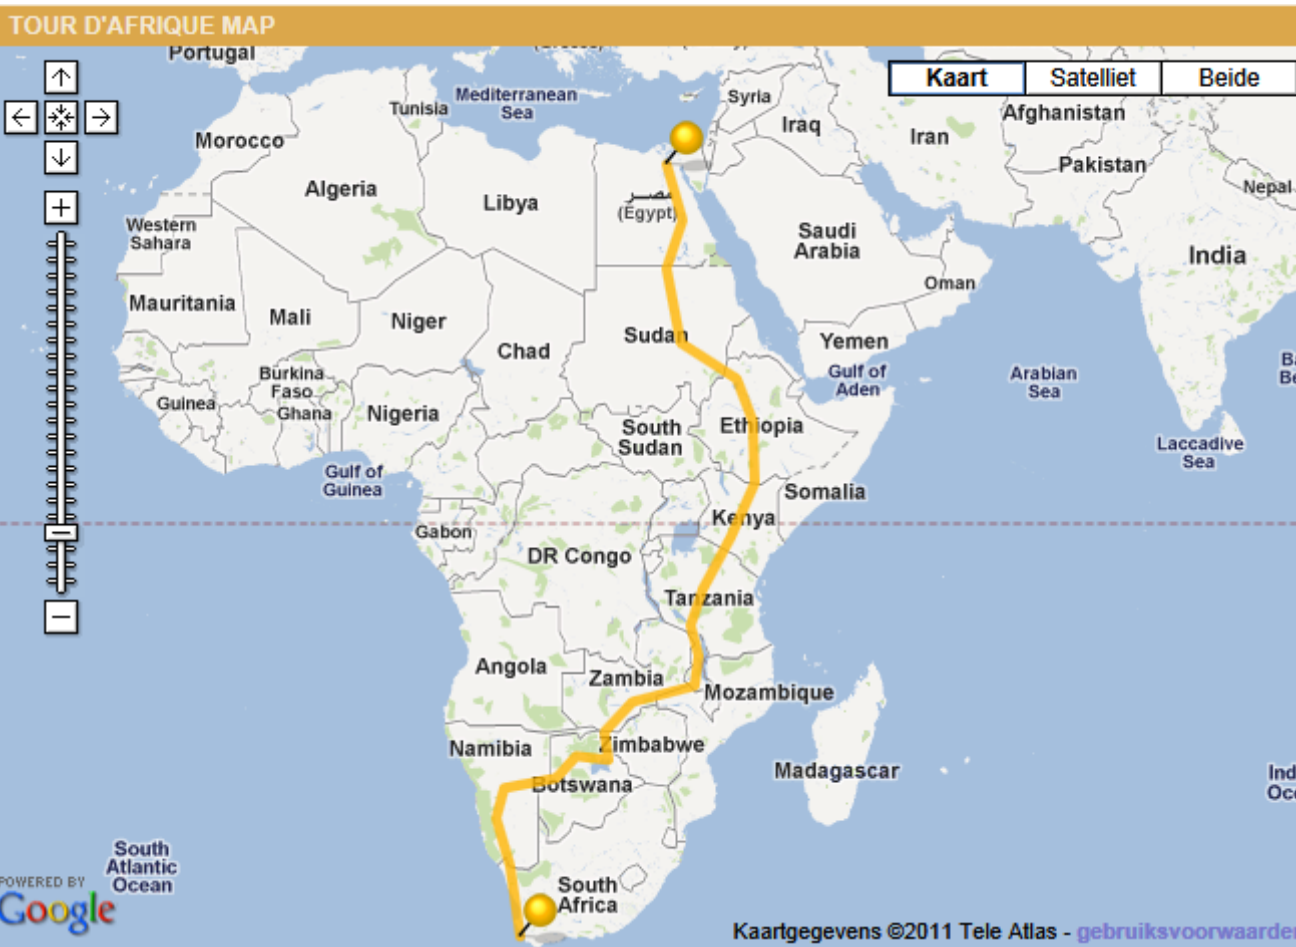 TOUR D'AFRIQUE MAP
Portugal
Kaart
Satelliet
Beide
Mediterranean
Sea
Tunisia
Syria
Iraq
Iran
Afghanistan
Pakistan
Nepal
Morocco
Algeria
Libya
مصر
(Egypt)
Western
Sahara
Saudi
Arabia
India
Oman
Mauritania
Mali
Niger
Chad
Sudan
Yemen
Gulf of
Aden
Arabian
Sea
Burkina
Faso
Guinea
Ghana
Nigeria
South
Sudan
Ethiopia
Laccadive
Sea
Gulf of
Guinea
Somalia
Gabon
Kenya
DR Congo
Tanzania
Angola
Zambia
Mozambique
Namibia
Zimbabwe
Botswana
Madagascar
Ind
Oc
South
Atlantic
Ocean
South
Africa
POWERED BY
Google
Kaartgegevens ©2011 Tele Atlas - gebruiksvoorwaarden